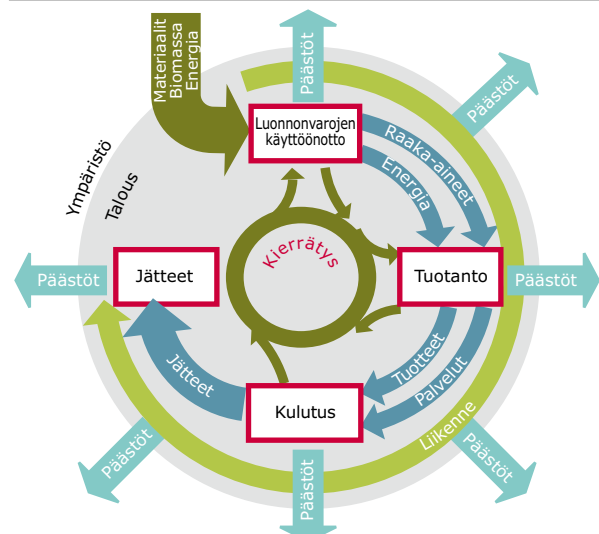 Materiaalit
Biomassa
Energia
Päästöt
Päästöt
Luonnonvarojen
käyttöönotto
Raaka-aineet
Energia
Ympäristö
Talous
Kierrätys
Päästöt
Jätteet
Tuotanto
Päästöt
Jätteet
Tuotteet
Palvelut
Kulutus
Liikenne
Päästöt
Päästöt
Päästöt